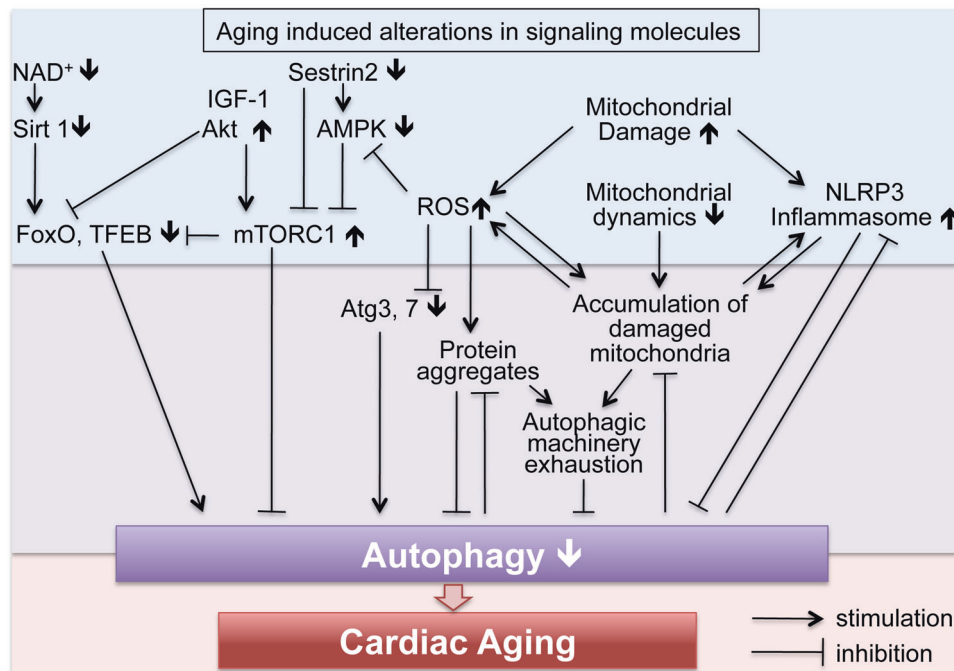 Aging induced alterations in signaling molecules
NAD+
Sestrin2
IGF-1
Mitochondrial
Damage
Sirt 1
Akt
AMPK
ROS
Mitochondrial
dynamics
NLRP3
Inflammasome
FoxO, TFEB
mTORC1
Atg3, 7
Accumulation of
damaged
mitochondria
Protein
aggregates
Autophagic
machinery
exhaustion
Autophagy
Cardiac Aging
stimulation
inhibition